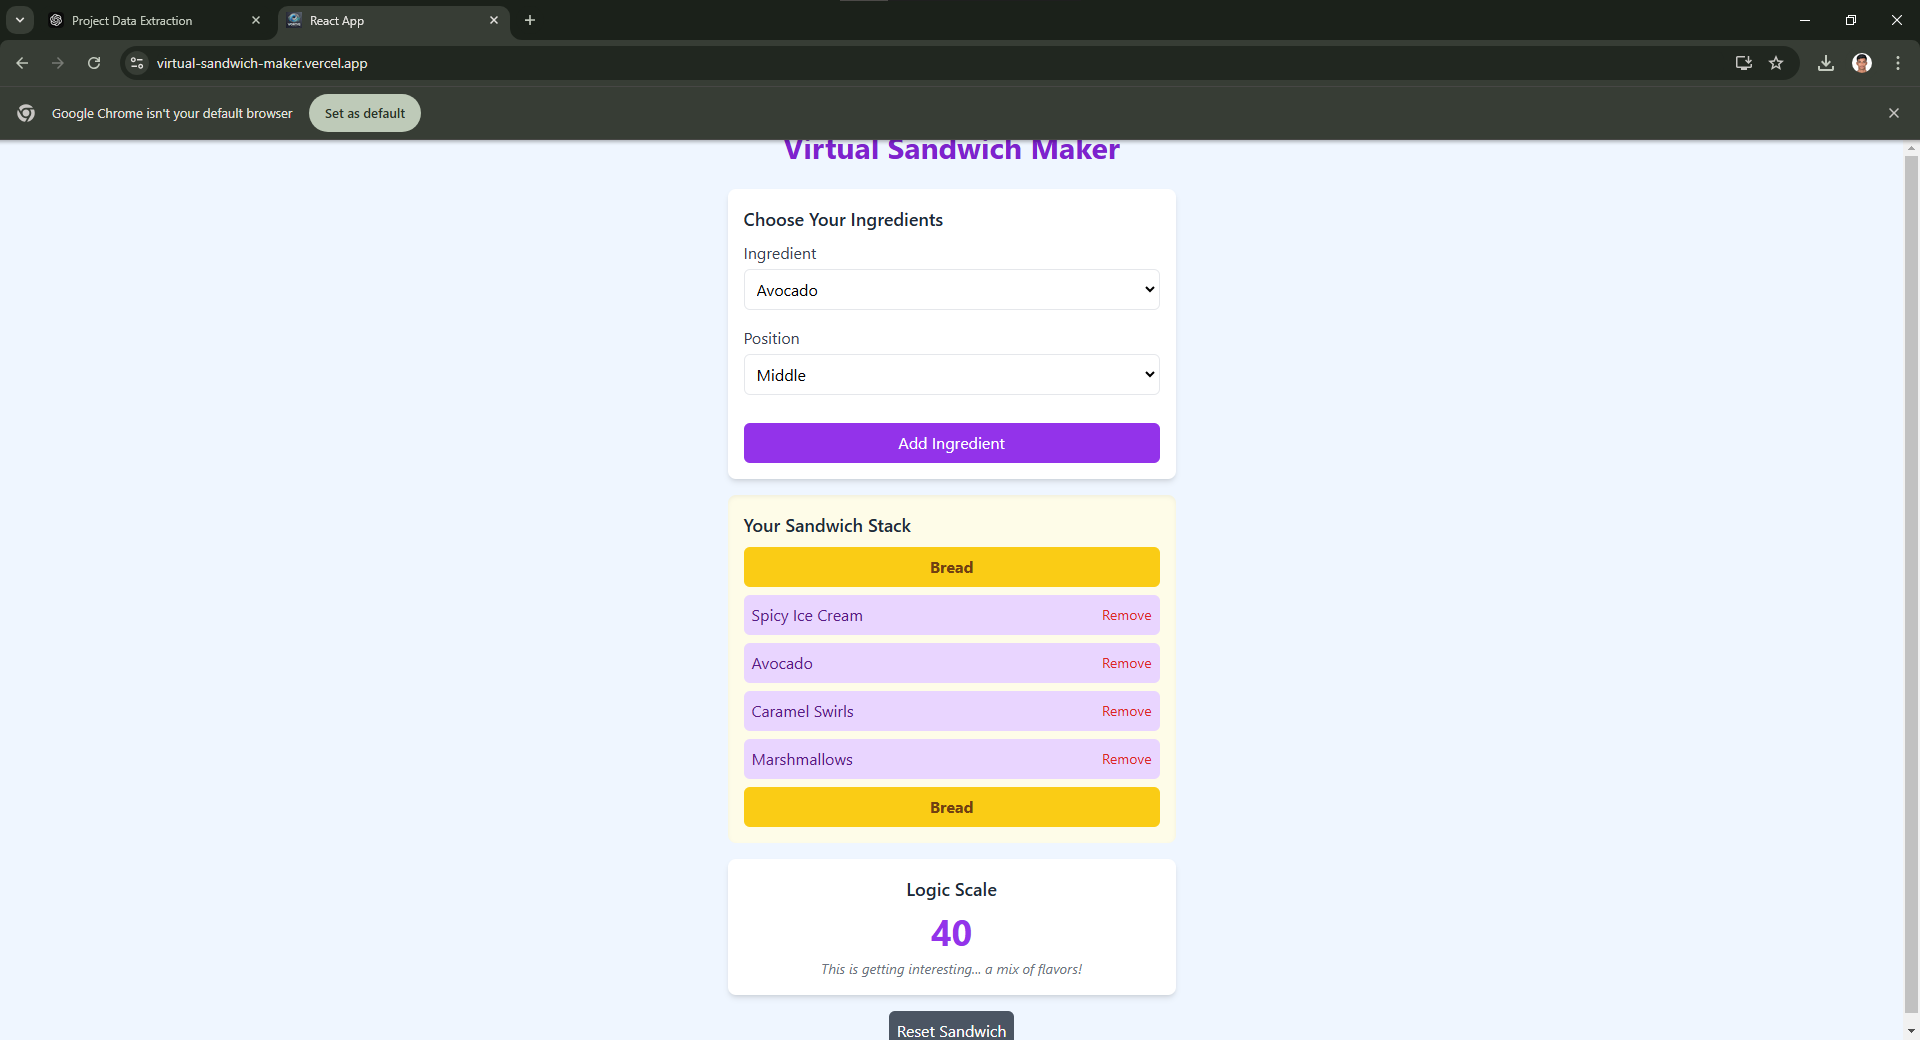 Project Data Extraction
React App
virtual-sandwich-maker.vercel.app
Google Chrome isn't your default browser
Set as default
Virtual Sandwich Maker
Choose Your Ingredients
Ingredient
Avocado
Position
Middle
Add Ingredient
Your Sandwich Stack
Bread
Spicy Ice Cream Remove
Avocado Remove
Caramel Swirls Remove
Marshmallows Remove
Bread
Logic Scale
40
This is getting interesting... a mix of flavors!
Reset Sandwich